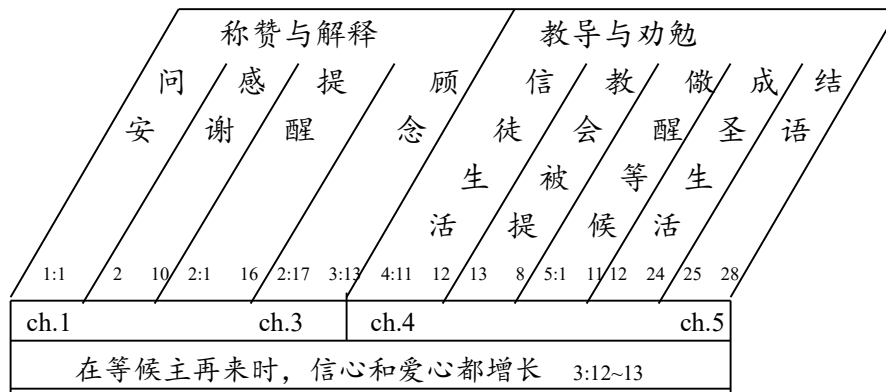 称赞与解释
教导与劝勉
问安
感谢
提醒
顾念
信徒生活
教会被提
儆醒等候
成圣生活
结语
1:1 2 10 2:1 16 2:17 3:13 4:11 12 13 8 5:1 11 12 24 25 28
ch.1 ch.3 ch.4 ch.5
在等候主再来时，信心和爱心都增长 3:12~13